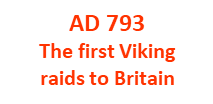 AD 793
The first Viking
raids to Britain